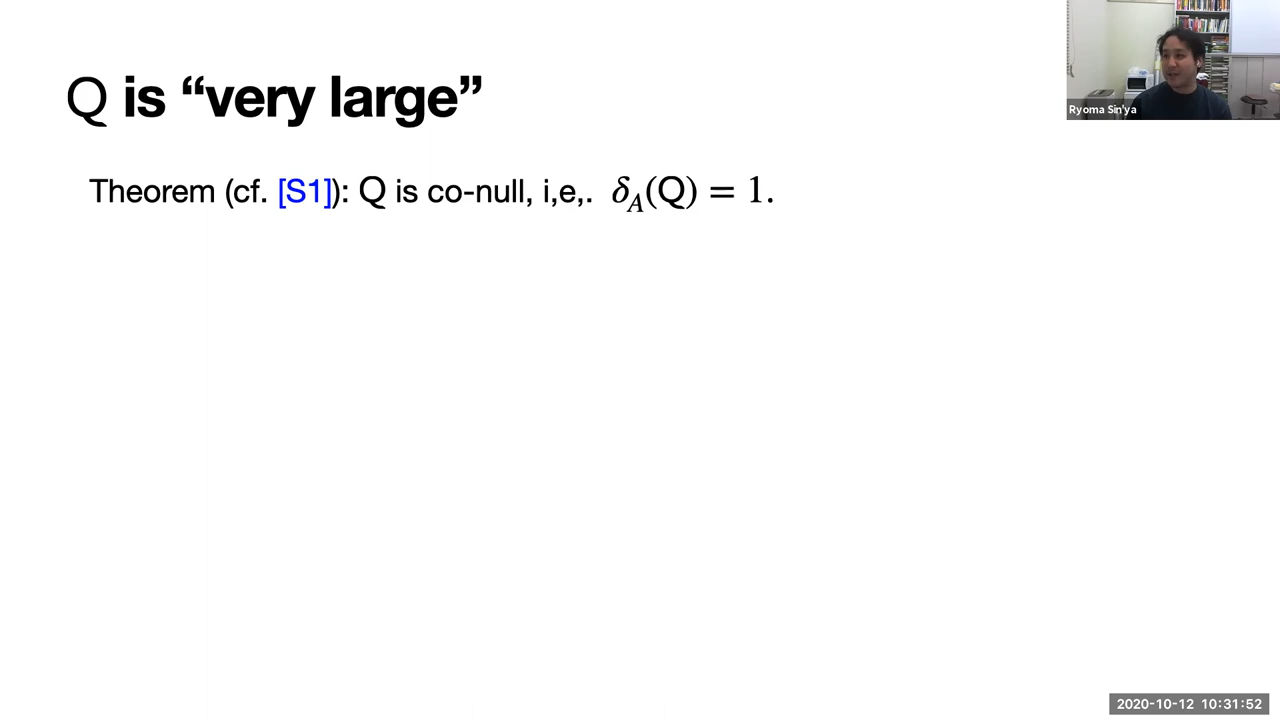 Q is “very large”
Ryoma Sin'ya
Theorem (cf. [S1]): Q is co-null, i,e,. δ_A(Q) = 1.
2020-10-12 10:31:52